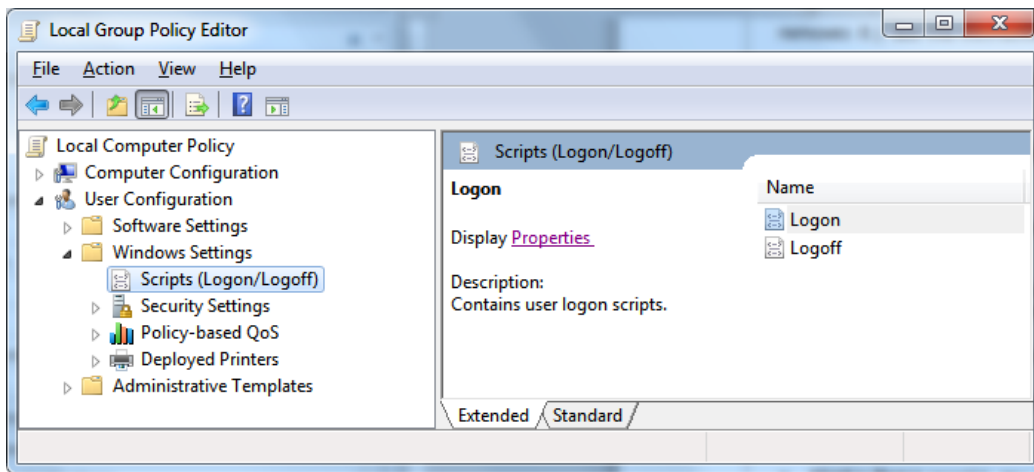 Local Group Policy Editor
File Action View Help
Local Computer Policy
Computer Configuration
User Configuration
Software Settings
Windows Settings
Scripts (Logon/Logoff)
Security Settings
Policy-based QoS
Deployed Printers
Administrative Templates
Scripts (Logon/Logoff)
Logon
Display Properties
Description:
Contains user logon scripts.
Name
Logon
Logoff
Extended Standard